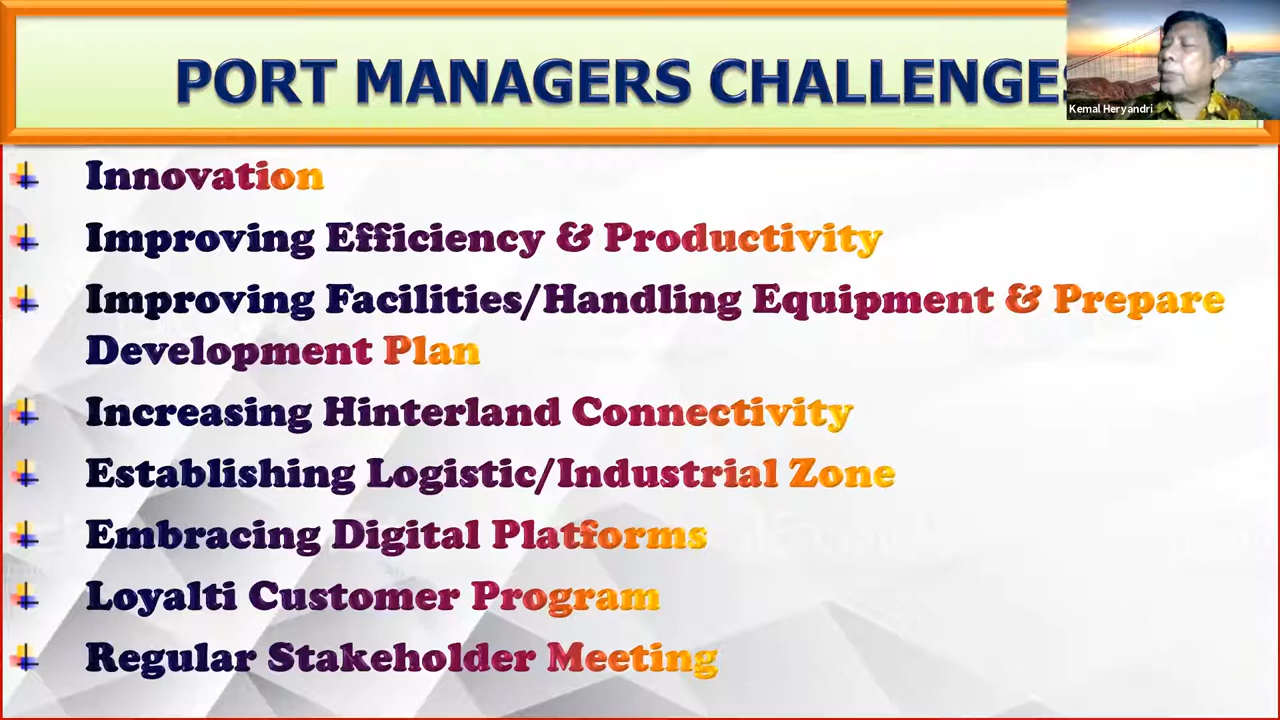 PORT MANAGERS CHALLENGES
Kemal Heryandri
Innovation
Improving Efficiency & Productivity
Improving Facilities/Handling Equipment & Prepare
Development Plan
Increasing Hinterland Connectivity
Establishing Logistic/Industrial Zone
Embracing Digital Platforms
Loyalti Customer Program
Regular Stakeholder Meeting